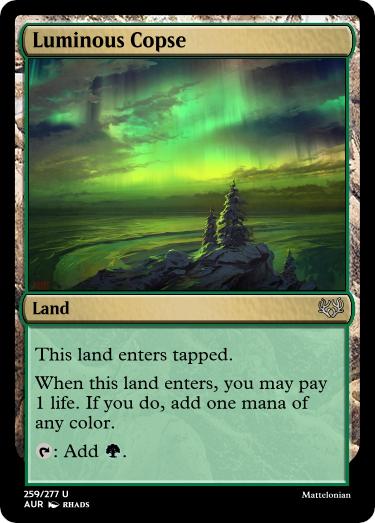 Luminous Copse
Land
This land enters tapped.
When this land enters, you may pay
1 life. If you do, add one mana of
any color.
: Add .
259/277 U
AUR RHADS
Mattelonian